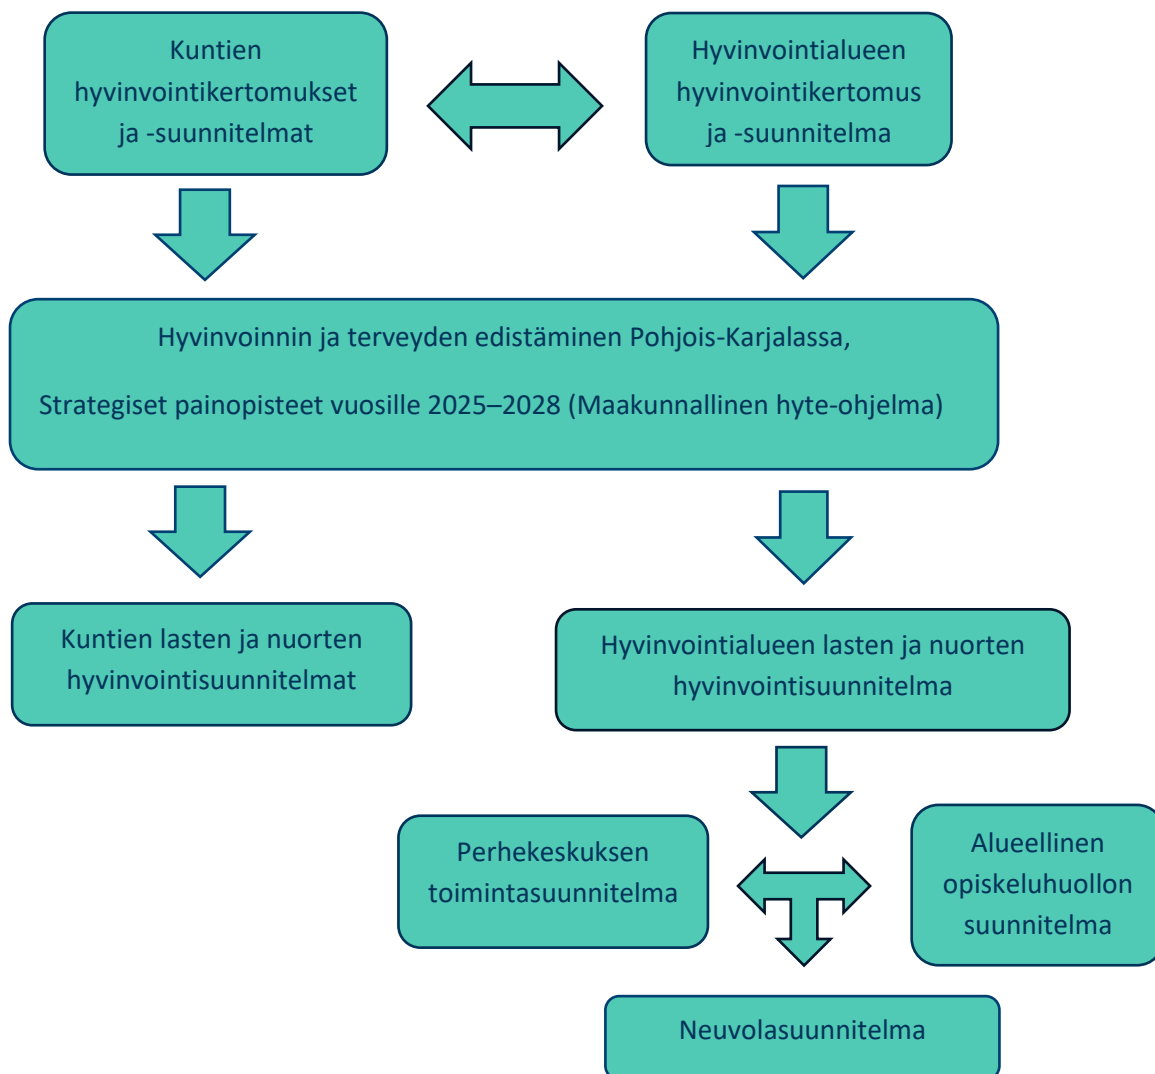 Kuntien
hyvinvointikertomukset
ja -suunnitelmat
Hyvinvointialueen
hyvinvointikertomus
ja -suunnitelma
Hyvinvoinnin ja terveyden edistäminen Pohjois-Karjalassa,
Strategiset painopisteet vuosille 2025–2028 (Maakunnallinen hyte-ohjelma)
Kuntien lasten ja nuorten
hyvinvointisuunnitelmat
Hyvinvointialueen lasten ja nuorten
hyvinvointisuunnitelma
Perhekeskuksen
toimintasuunnitelma
Alueellinen
opiskeluhuollon
suunnitelma
Neuvolasuunnitelma